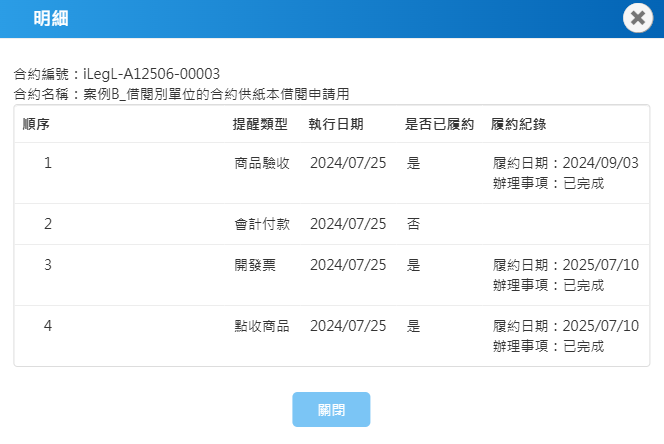 明細
合約編號：iLegL-A12506-00003
合約名稱：案例B_借閱別單位的合約供紙本借閱申請用
順序 提醒類型 執行日期 是否已履約 履約紀錄
1 商品驗收 2024/07/25 是 履約日期：2024/09/03
辦理事項：已完成
2 會計付款 2024/07/25 否
3 開發票 2024/07/25 是 履約日期：2025/07/10
辦理事項：已完成
4 點收商品 2024/07/25 是 履約日期：2025/07/10
辦理事項：已完成
關閉